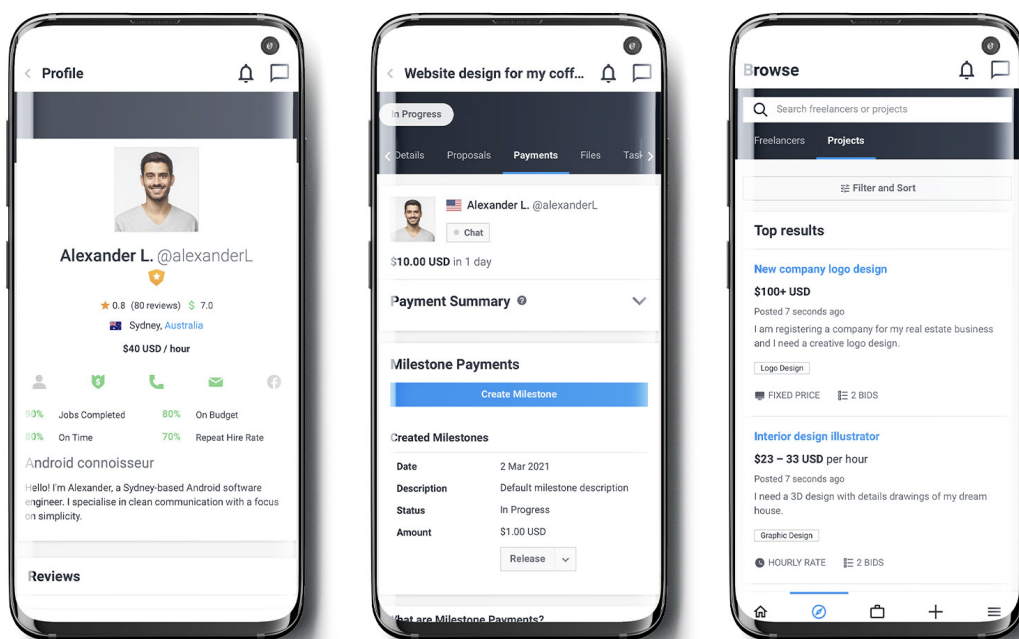 Profile
Alexander L. @alexanderL
0.8 (80 reviews) $ 7.0
Sydney, Australia
$40 USD / hour
90% Jobs Completed 80% On Budget
80% On Time 70% Repeat Hire Rate
Android connoisseur
Hello! I'm Alexander, a Sydney-based Android software
engineer. I specialise in clean communication with a focus
on simplicity.
Reviews
Website design for my coff...
In Progress
Details Proposals Payments Files Task
Alexander L. @alexanderL
Chat
$10.00 USD in 1 day
Payment Summary
Milestone Payments
Create Milestone
Created Milestones
Date 2 Mar 2021
Description Default milestone description
Status In Progress
Amount $1.00 USD
Release
What are Milestone Payments?
Browse
Search freelancers or projects
Freelancers Projects
Filter and Sort
Top results
New company logo design
$100+ USD
Posted 7 seconds ago
I am registering a company for my real estate business
and I need a creative logo design.
Logo Design
FIXED PRICE 2 BIDS
Interior design illustrator
$23 – 33 USD per hour
Posted 7 seconds ago
I need a 3D design with details drawings of my dream
house.
Graphic Design
HOURLY RATE 2 BIDS